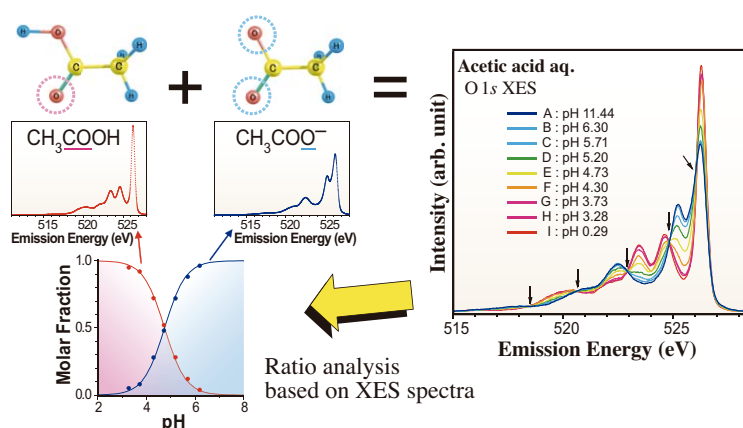 H O C C H H H O
+
O C C H H H O
=
CH3COOH
515 520 525
Emission Energy (eV)
CH3COO−
515 520 525
Emission Energy (eV)
Acetic acid aq.
O 1s XES
A : pH 11.44
B : pH 6.30
C : pH 5.71
D : pH 5.20
E : pH 4.73
F : pH 4.30
G : pH 3.73
H : pH 3.28
I : pH 0.29
Intensity (arb. unit)
515 520 525
Emission Energy (eV)
Molar Fraction
1.0
0.5
0.0
2 4 6 8
pH
Ratio analysis
based on XES spectra